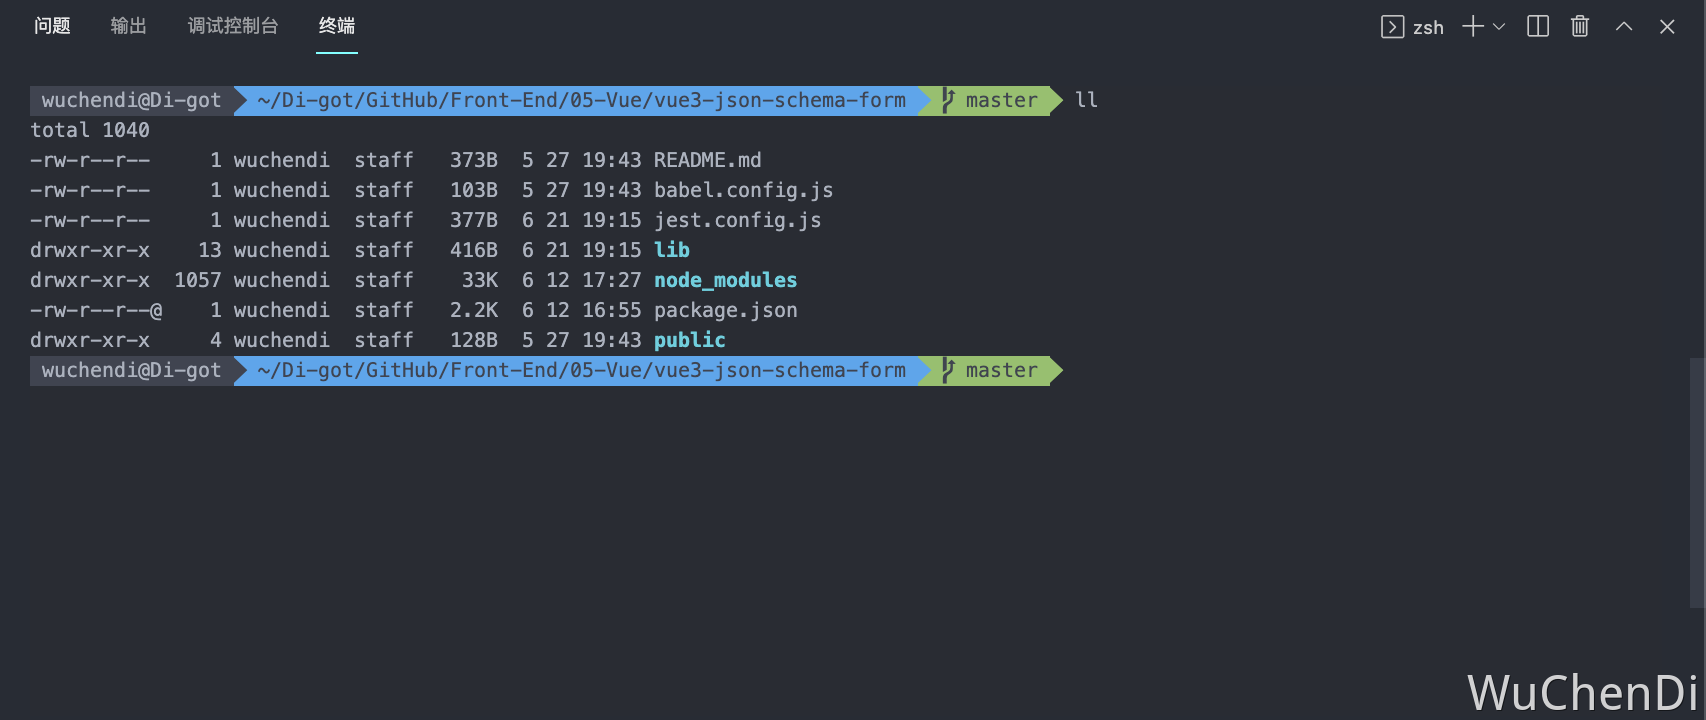 问题 输出 调试控制台 终端 zsh
wuchendi@Di-got ~/Di-got/GitHub/Front-End/05-Vue/vue3-json-schema-form master ll
total 1040
-rw-r--r-- 1 wuchendi staff 373B 5 27 19:43 README.md
-rw-r--r-- 1 wuchendi staff 103B 5 27 19:43 babel.config.js
-rw-r--r-- 1 wuchendi staff 377B 6 21 19:15 jest.config.js
drwxr-xr-x 13 wuchendi staff 416B 6 21 19:15 lib
drwxr-xr-x 1057 wuchendi staff 33K 6 12 17:27 node_modules
-rw-r--r--@ 1 wuchendi staff 2.2K 6 12 16:55 package.json
drwxr-xr-x 4 wuchendi staff 128B 5 27 19:43 public
wuchendi@Di-got ~/Di-got/GitHub/Front-End/05-Vue/vue3-json-schema-form master
WuChenDi